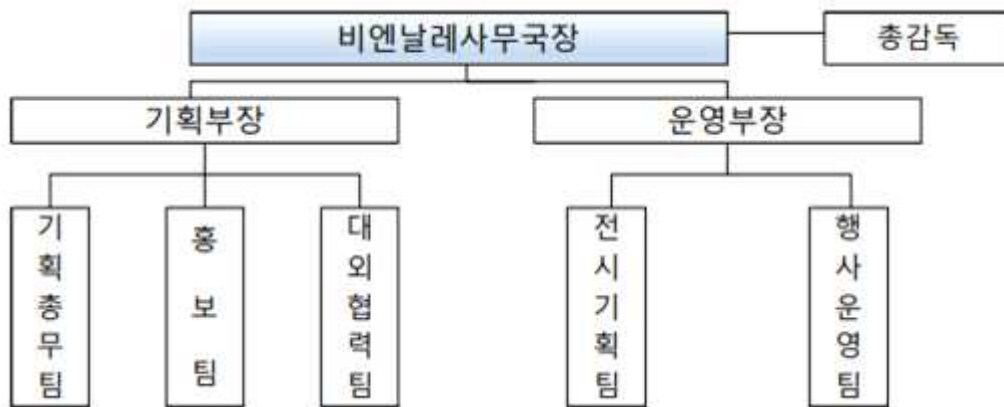 비엔날레사무국장
총감독
기획부장
운영부장
기획총무팀
홍보팀
대외협력팀
전시기획팀
행사운영팀